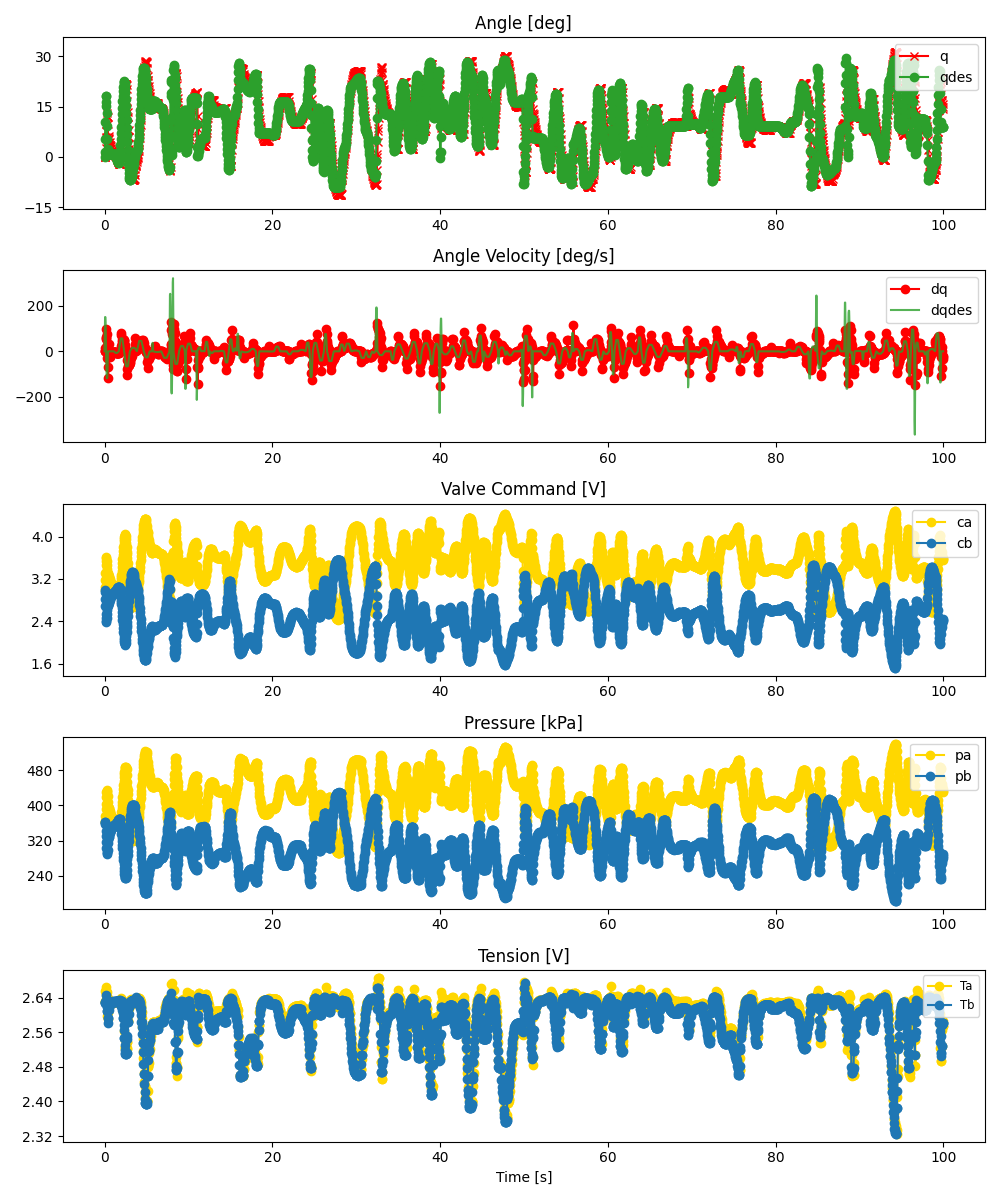 Angle [deg]
30
15
0
−15
q
qdes
0 20 40 60 80 100
Angle Velocity [deg/s]
200
0
−200
dq
dqdes
0 20 40 60 80 100
Valve Command [V]
4.0
3.2
2.4
1.6
ca
cb
0 20 40 60 80 100
Pressure [kPa]
480
400
320
240
pa
pb
0 20 40 60 80 100
Tension [V]
2.64
2.56
2.48
2.40
2.32
Ta
Tb
0 20 40 60 80 100
Time [s]